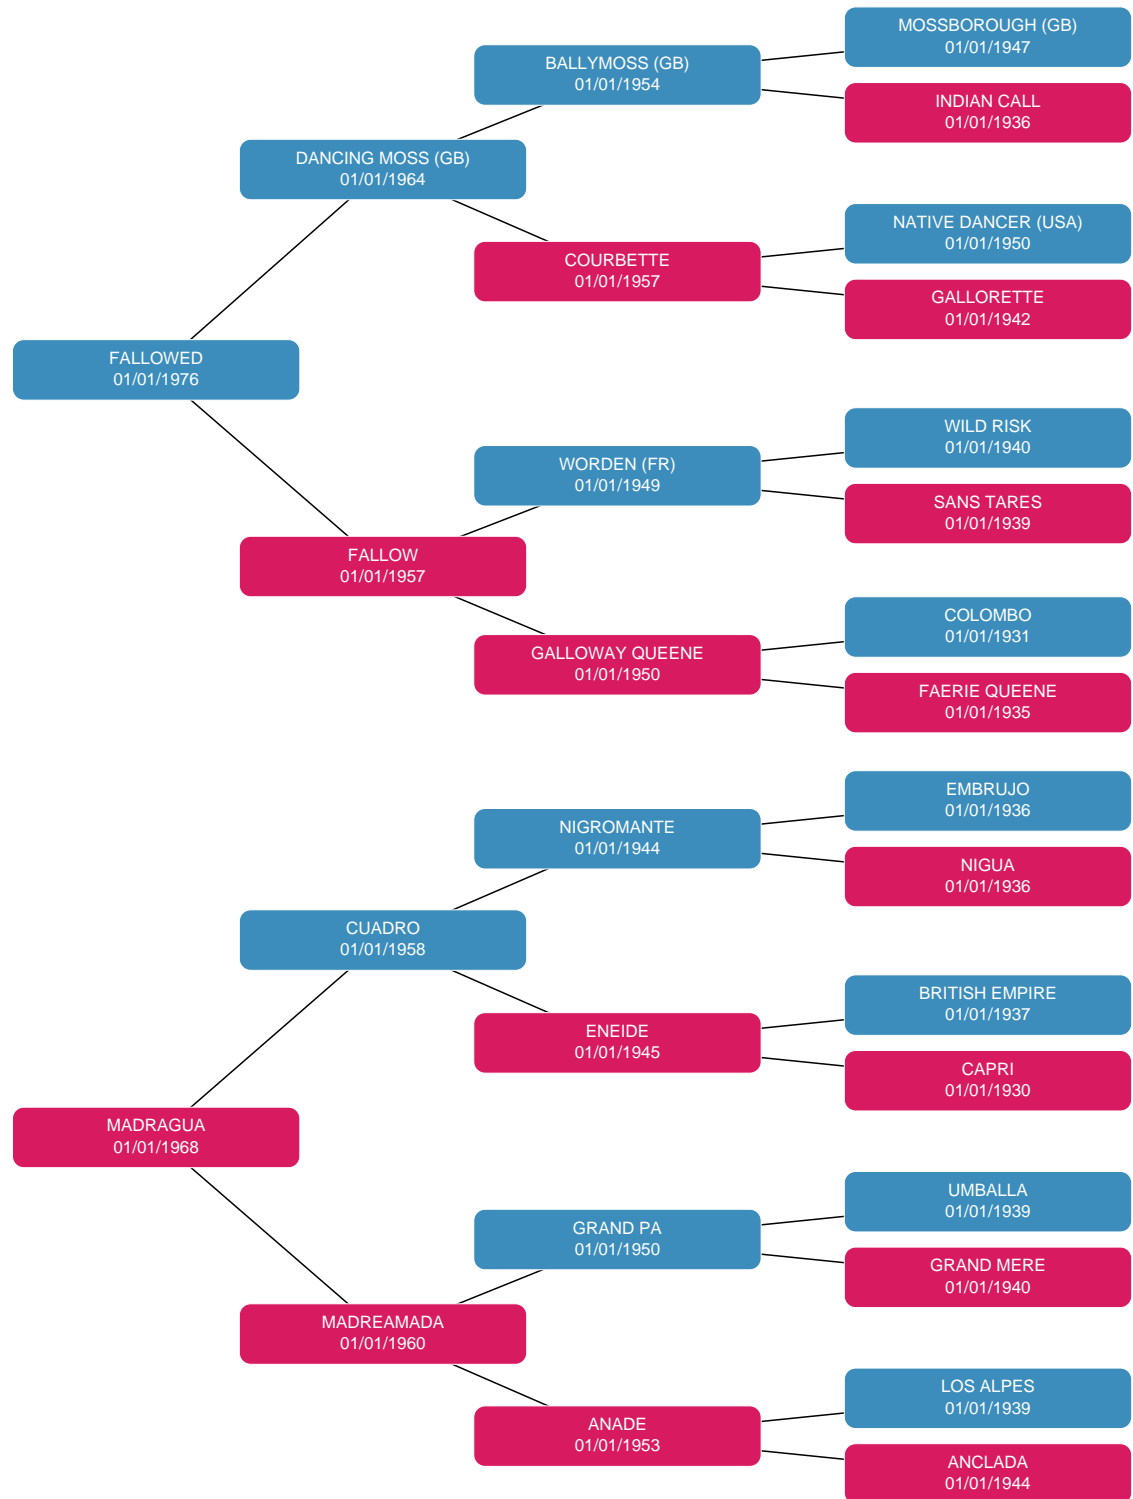 MOSSBOROUGH (GB)
01/01/1947
BALLYMOSS (GB)
01/01/1954
INDIAN CALL
01/01/1936
DANCING MOSS (GB)
01/01/1964
NATIVE DANCER (USA)
01/01/1950
COURBETTE
01/01/1957
GALLORETTE
01/01/1942
FALLOWED
01/01/1976
WILD RISK
01/01/1940
WORDEN (FR)
01/01/1949
SANS TARES
01/01/1939
FALLOW
01/01/1957
COLOMBO
01/01/1931
GALLOWAY QUEENE
01/01/1950
FAERIE QUEENE
01/01/1935
EMBRUJO
01/01/1936
NIGROMANTE
01/01/1944
NIGUA
01/01/1936
CUADRO
01/01/1958
BRITISH EMPIRE
01/01/1937
ENEIDE
01/01/1945
CAPRI
01/01/1930
MADRAGUA
01/01/1968
UMBALLA
01/01/1939
GRAND PA
01/01/1950
GRAND MERE
01/01/1940
MADREAMADA
01/01/1960
LOS ALPES
01/01/1939
ANADE
01/01/1953
ANCLADA
01/01/1944